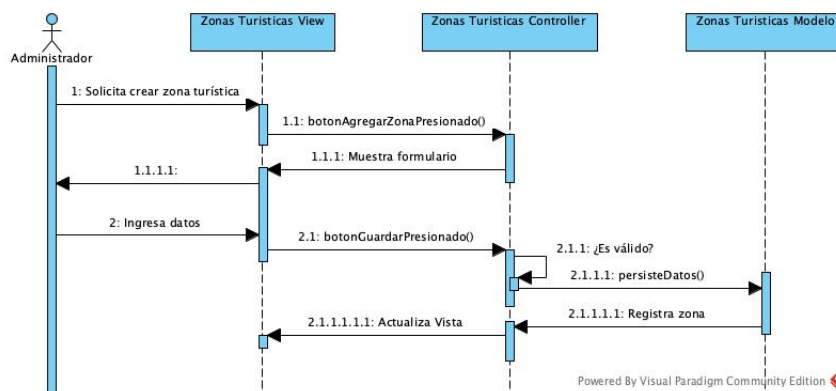 Zonas Turisticas View
Zonas Turisticas Controller
Zonas Turisticas Modelo
Administrador
1: Solicita crear zona turística
1.1: botonAgregarZonaPresionado()
1.1.1: Muestra formulario
1.1.1.1:
2: Ingresa datos
2.1: botonGuardarPresionado()
2.1.1: ¿Es válido?
2.1.1.1: persisteDatos()
2.1.1.1.1: Registra zona
2.1.1.1.1.1: Actualiza Vista
Powered By Visual Paradigm Community Edition